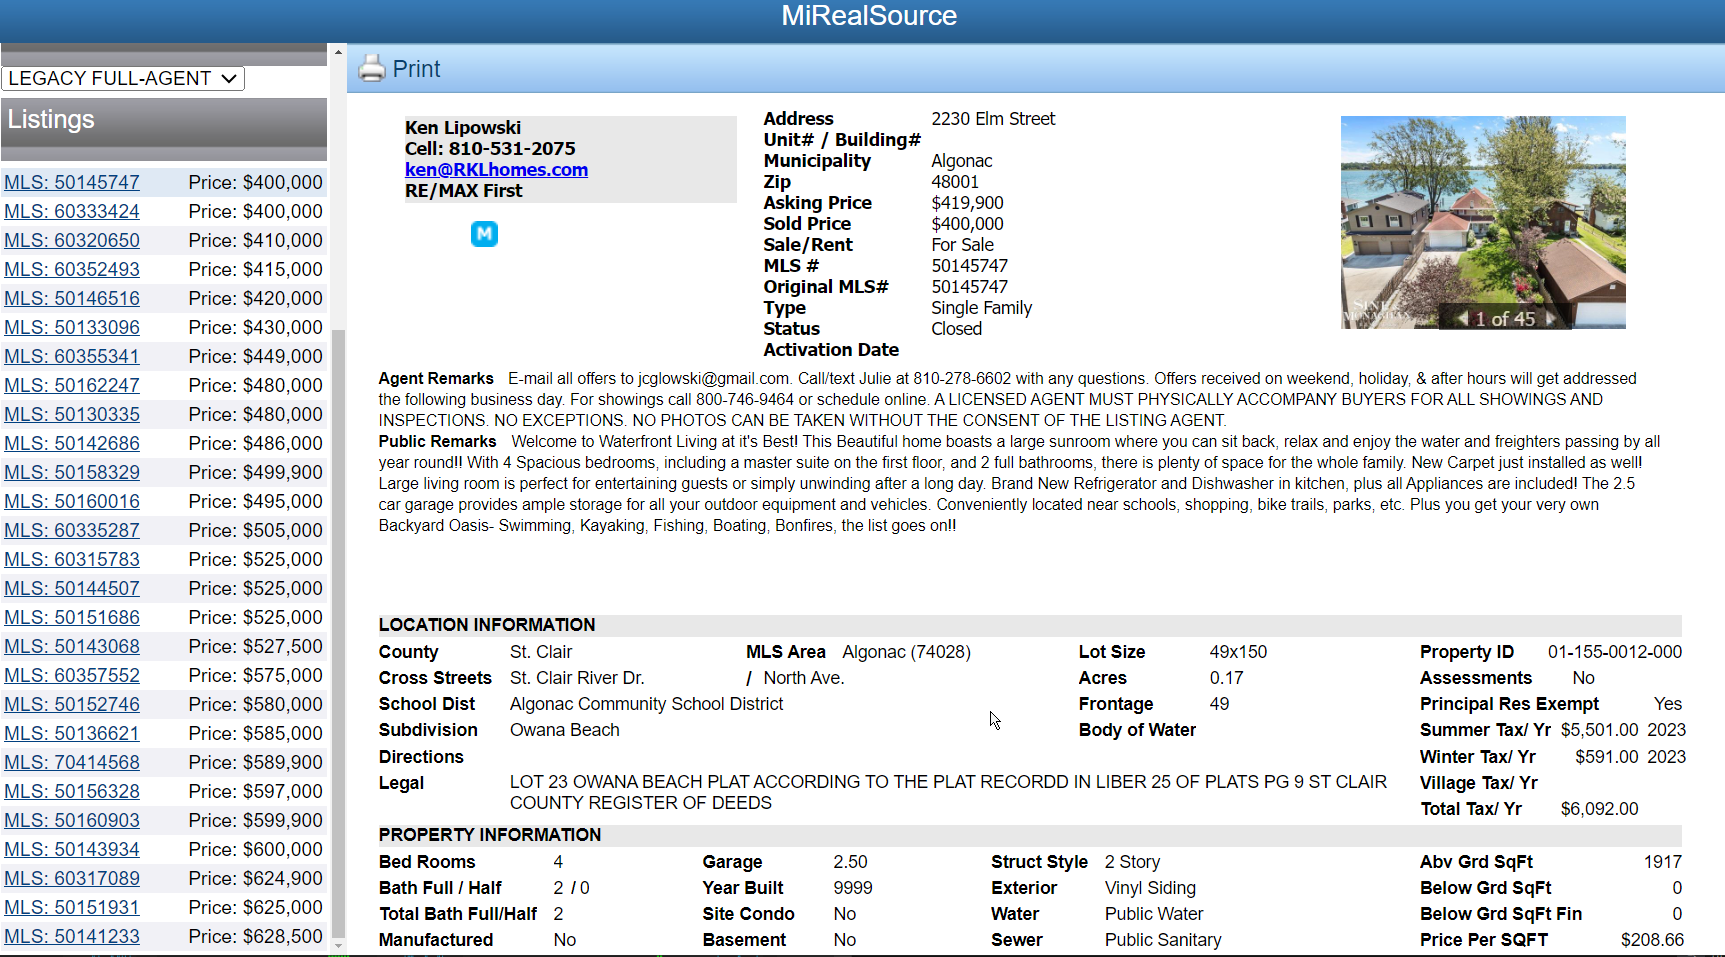 MiRealSource
LEGACY FULL-AGENT
Print
Listings
MLS: 50145747 Price: $400,000
MLS: 60333424 Price: $400,000
MLS: 60320650 Price: $410,000
MLS: 60352493 Price: $415,000
MLS: 50146516 Price: $420,000
MLS: 50133096 Price: $430,000
MLS: 60355341 Price: $449,000
MLS: 50162247 Price: $480,000
MLS: 50130335 Price: $480,000
MLS: 50142686 Price: $486,000
MLS: 50158329 Price: $499,900
MLS: 50160016 Price: $495,000
MLS: 60335287 Price: $505,000
MLS: 60315783 Price: $525,000
MLS: 50144507 Price: $525,000
MLS: 50151686 Price: $525,000
MLS: 50143068 Price: $527,500
MLS: 60357552 Price: $575,000
MLS: 50152746 Price: $580,000
MLS: 50136621 Price: $585,000
MLS: 70414568 Price: $589,900
MLS: 50156328 Price: $597,000
MLS: 50160903 Price: $599,900
MLS: 50143934 Price: $600,000
MLS: 60317089 Price: $624,900
MLS: 50151931 Price: $625,000
MLS: 50141233 Price: $628,500
Ken Lipowski
Cell: 810-531-2075
ken@RKLhomes.com
RE/MAX First
M
Address 2230 Elm Street
Unit# / Building#
Municipality Algonac
Zip 48001
Asking Price $419,900
Sold Price $400,000
Sale/Rent For Sale
MLS # 50145747
Original MLS# 50145747
Type Single Family
Status Closed
Activation Date
SINE
MONAGHAN
1 of 45
Agent Remarks E-mail all offers to jcglowski@gmail.com. Call/text Julie at 810-278-6602 with any questions. Offers received on weekend, holiday, & after hours will get addressed
the following business day. For showings call 800-746-9464 or schedule online. A LICENSED AGENT MUST PHYSICALLY ACCOMPANY BUYERS FOR ALL SHOWINGS AND
INSPECTIONS. NO EXCEPTIONS. NO PHOTOS CAN BE TAKEN WITHOUT THE CONSENT OF THE LISTING AGENT.
Public Remarks Welcome to Waterfront Living at it's Best! This Beautiful home boasts a large sunroom where you can sit back, relax and enjoy the water and freighters passing by all
year round!! With 4 Spacious bedrooms, including a master suite on the first floor, and 2 full bathrooms, there is plenty of space for the whole family. New Carpet just installed as well!
Large living room is perfect for entertaining guests or simply unwinding after a long day. Brand New Refrigerator and Dishwasher in kitchen, plus all Appliances are included! The 2.5
car garage provides ample storage for all your outdoor equipment and vehicles. Conveniently located near schools, shopping, bike trails, parks, etc. Plus you get your very own
Backyard Oasis- Swimming, Kayaking, Fishing, Boating, Bonfires, the list goes on!!
LOCATION INFORMATION
County St. Clair MLS Area Algonac (74028) Lot Size 49x150 Property ID 01-155-0012-000
Cross Streets St. Clair River Dr. / North Ave. Acres 0.17 Assessments No
School Dist Algonac Community School District Frontage 49 Principal Res Exempt Yes
Subdivision Owana Beach Body of Water Summer Tax/ Yr $5,501.00 2023
Directions Winter Tax/ Yr $591.00 2023
Legal LOT 23 OWANA BEACH PLAT ACCORDING TO THE PLAT RECORDD IN LIBER 25 OF PLATS PG 9 ST CLAIR Village Tax/ Yr
COUNTY REGISTER OF DEEDS Total Tax/ Yr $6,092.00
PROPERTY INFORMATION
Bed Rooms 4 Garage 2.50 Struct Style 2 Story Abv Grd SqFt 1917
Bath Full / Half 2 / 0 Year Built 9999 Exterior Vinyl Siding Below Grd SqFt 0
Total Bath Full/Half 2 Site Condo No Water Public Water Below Grd SqFt Fin 0
Manufactured No Basement No Sewer Public Sanitary Price Per SQFT $208.66